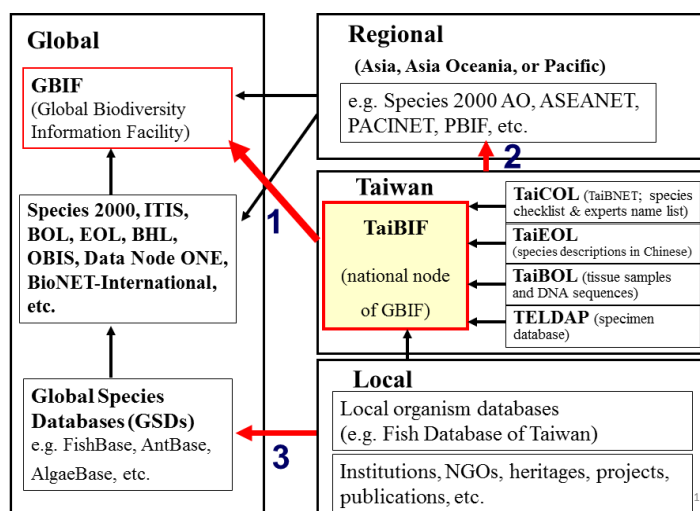 Global
GBIF
(Global Biodiversity
Information Facility)
Species 2000, ITIS,
BOL, EOL, BHL,
OBIS, Data Node ONE,
BioNET-International,
etc.
Global Species
Databases (GSDs)
e.g. FishBase, AntBase,
AlgaeBase, etc.
Regional
(Asia, Asia Oceania, or Pacific)
e.g. Species 2000 AO, ASEANET,
PACINET, PBIF, etc.
1
2
3
Taiwan
TaiBIF
(national node
of GBIF)
TaiCOL (TaiBNET; species
checklist & experts name list)
TaiEOL
(species descriptions in Chinese)
TaiBOL (tissue samples
and DNA sequences)
TELDAP (specimen
database)
Local
Local organism databases
(e.g. Fish Database of Taiwan)
Institutions, NGOs, heritages, projects,
publications, etc.
1